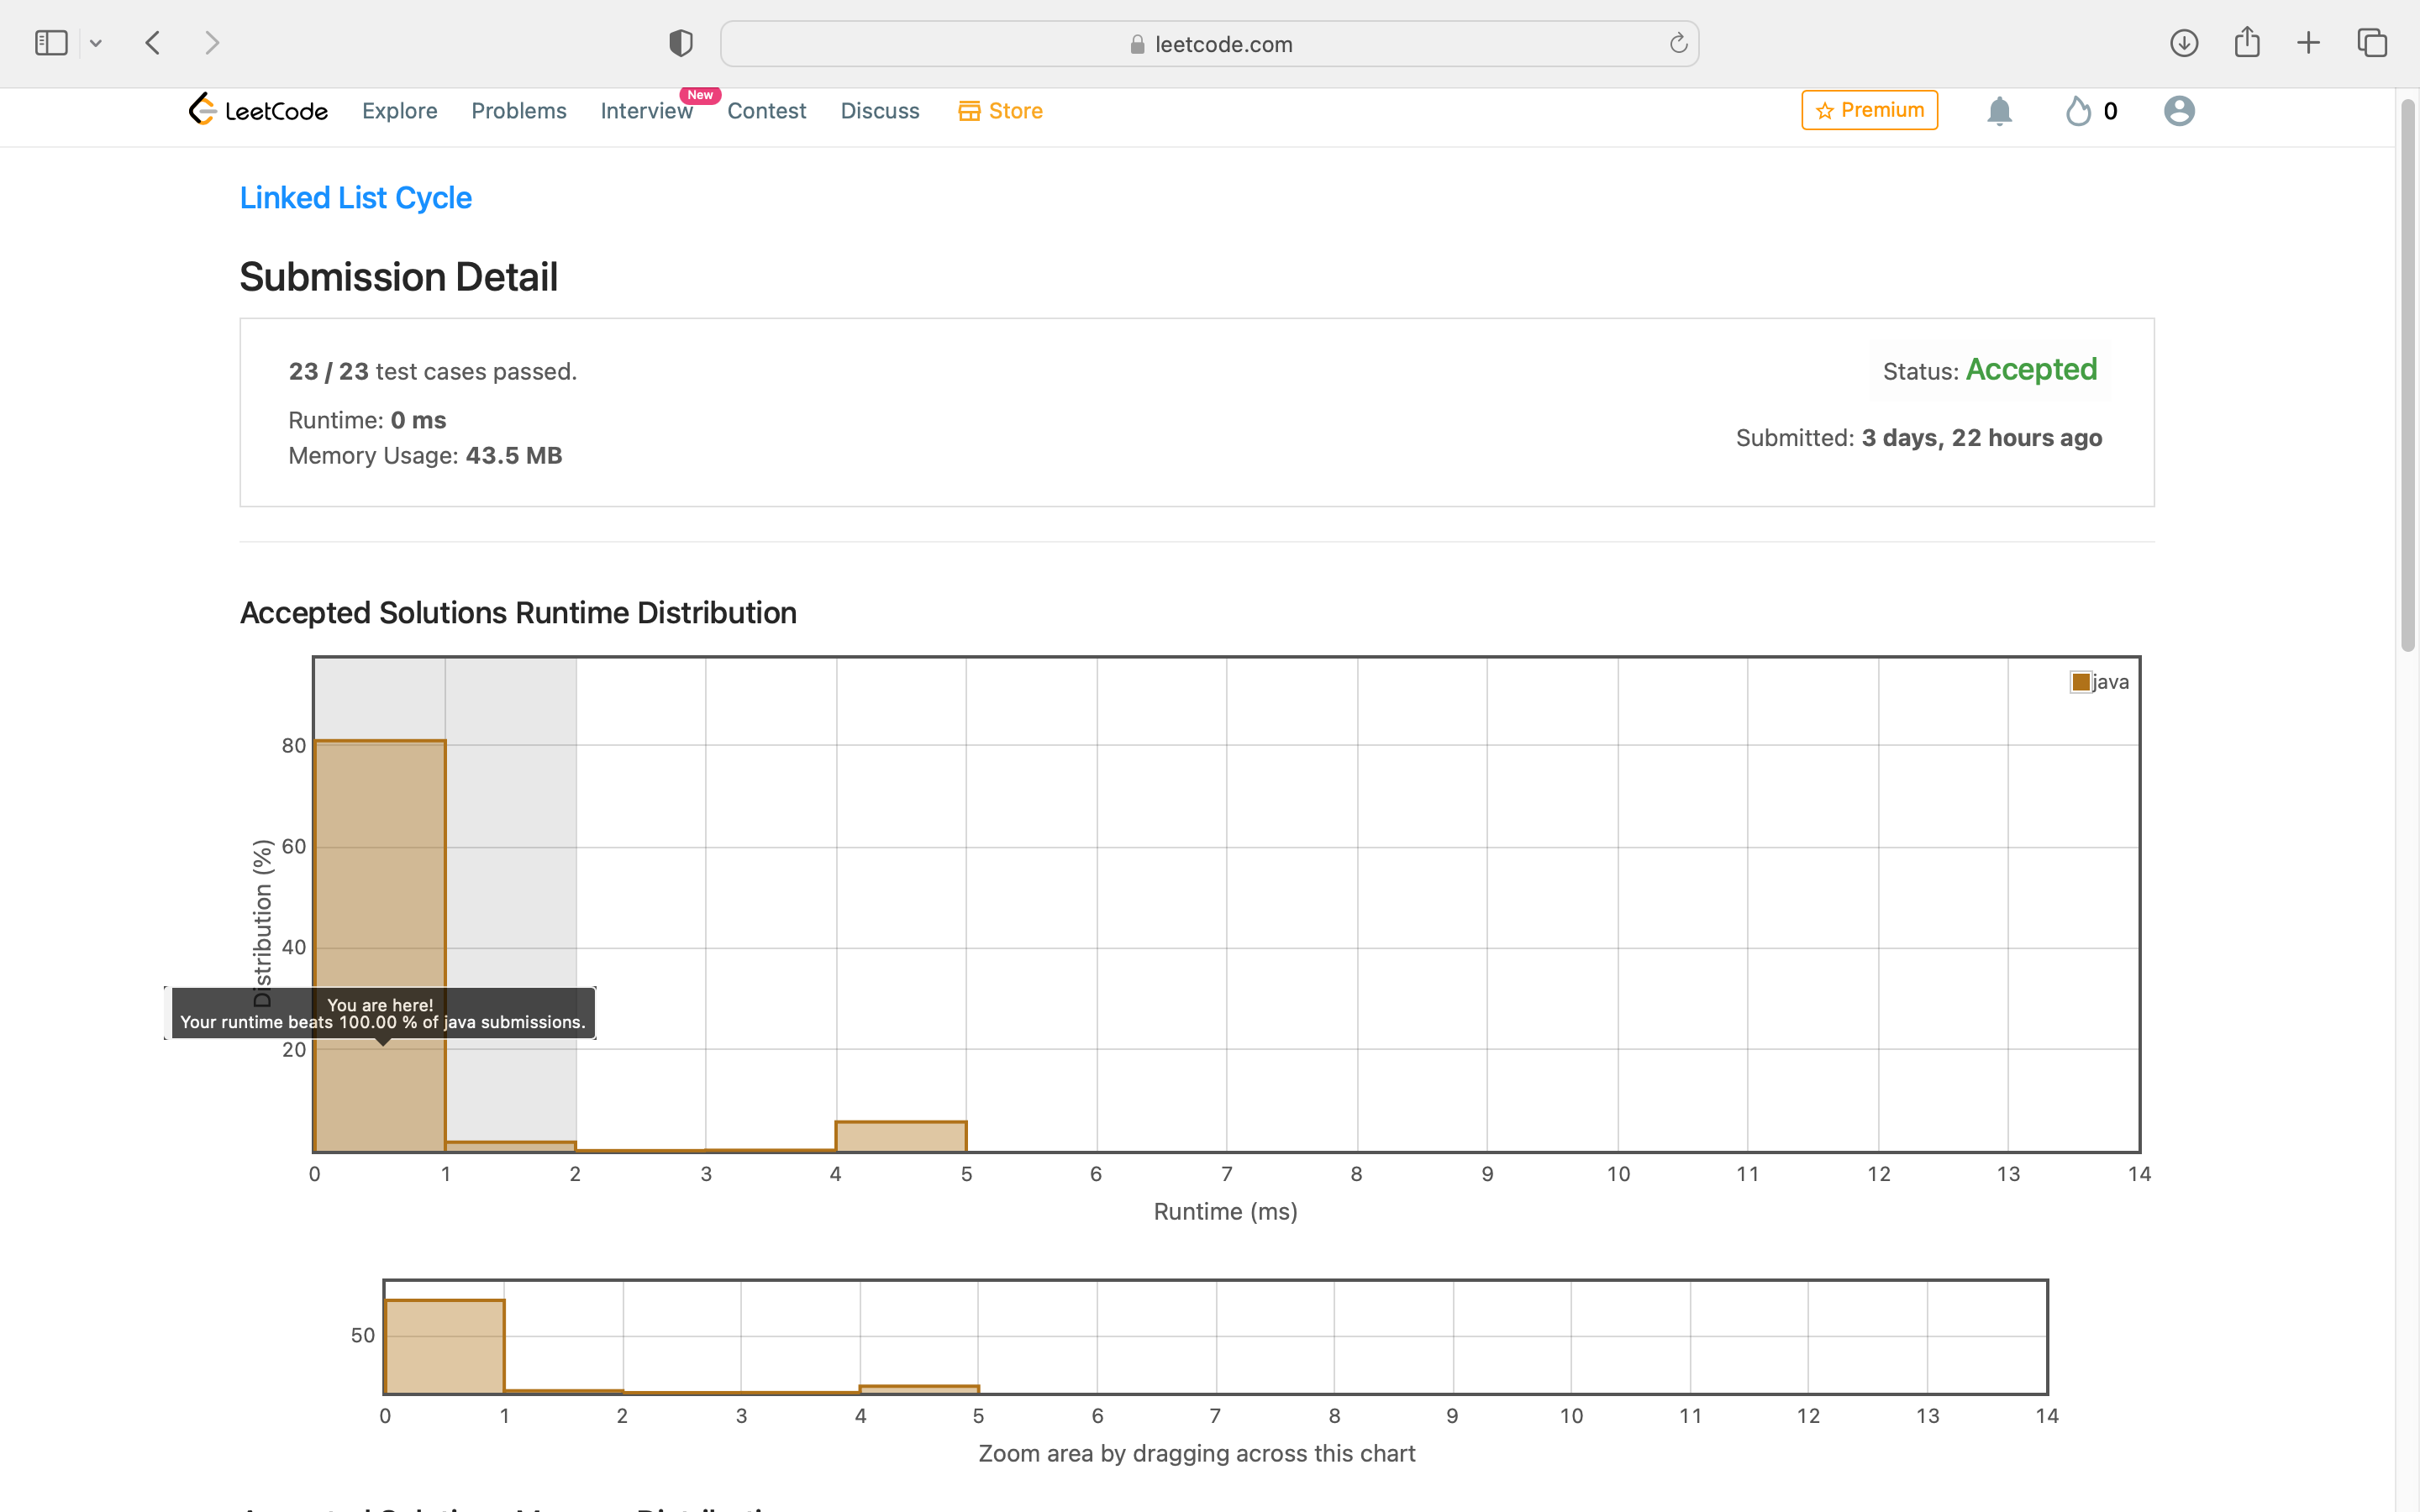 leetcode.com
LeetCode Explore Problems Interview New Contest Discuss Store Premium 0
Linked List Cycle
Submission Detail
23 / 23 test cases passed.
Status: Accepted
Runtime: 0 ms
Submitted: 3 days, 22 hours ago
Memory Usage: 43.5 MB
Accepted Solutions Runtime Distribution
java
80
60
40
20
Distribution (%)
You are here!
Your runtime beats 100.00 % of java submissions.
0 1 2 3 4 5 6 7 8 9 10 11 12 13 14
Runtime (ms)
50
0 1 2 3 4 5 6 7 8 9 10 11 12 13 14
Zoom area by dragging across this chart